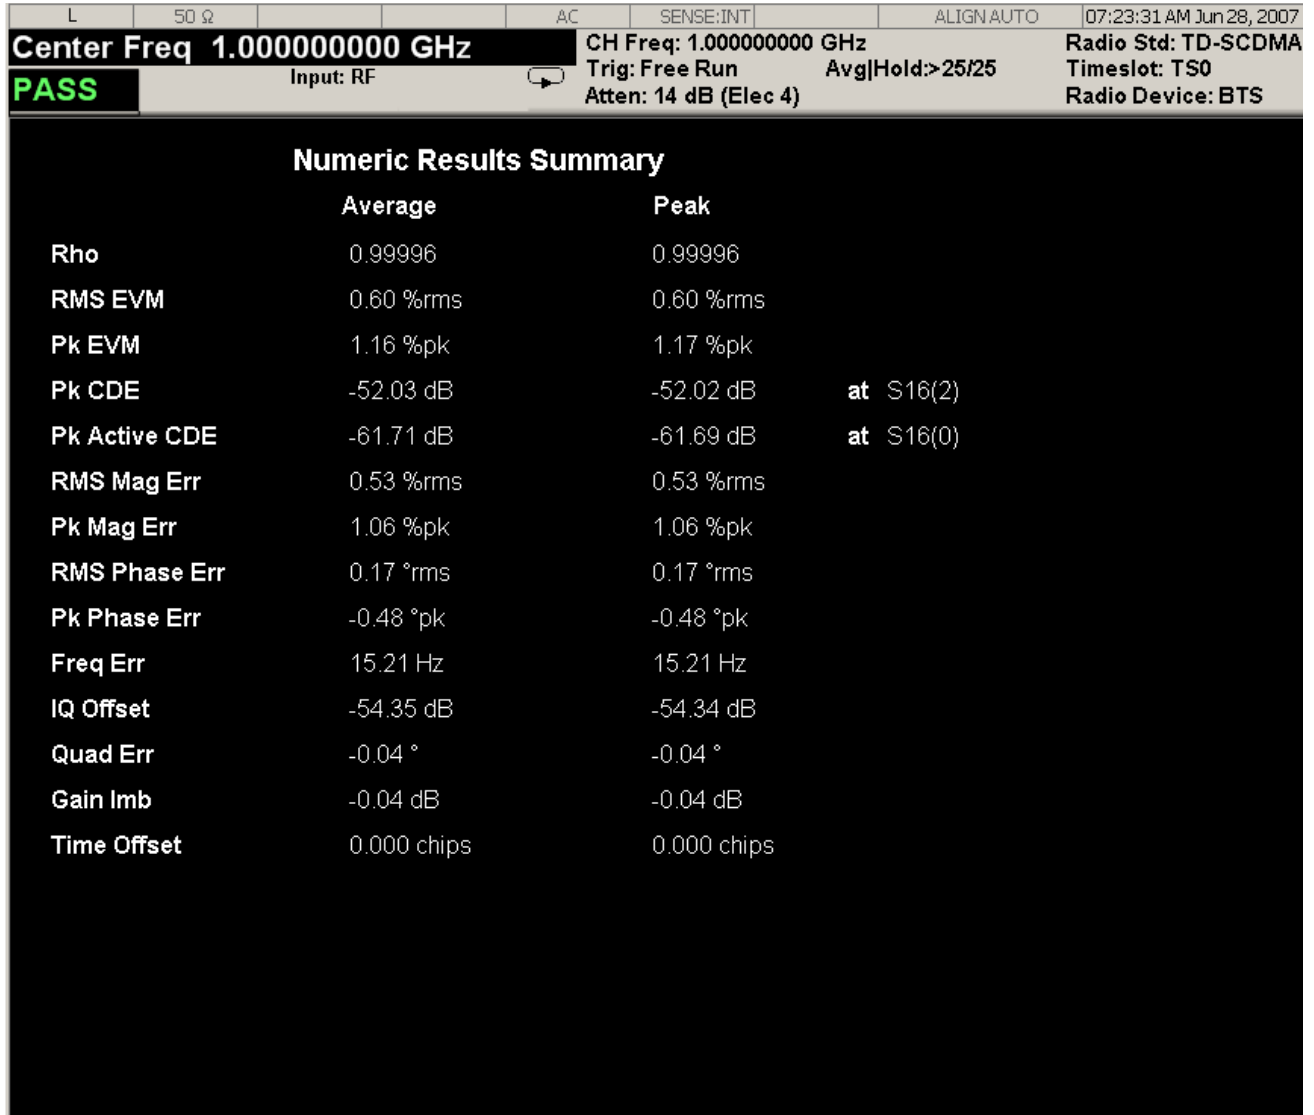 L 50 Ω AC SENSE:INT ALIGN AUTO 07:23:31 AM Jun 28, 2007
Center Freq 1.000000000 GHz CH Freq: 1.000000000 GHz Radio Std: TD-SCDMA
Input: RF Trig: Free Run Avg|Hold:>25/25 Timeslot: TS0
PASS Atten: 14 dB (Elec 4) Radio Device: BTS
Numeric Results Summary
Average Peak
Rho 0.99996 0.99996
RMS EVM 0.60 %rms 0.60 %rms
Pk EVM 1.16 %pk 1.17 %pk
Pk CDE -52.03 dB -52.02 dB at S16(2)
Pk Active CDE -61.71 dB -61.69 dB at S16(0)
RMS Mag Err 0.53 %rms 0.53 %rms
Pk Mag Err 1.06 %pk 1.06 %pk
RMS Phase Err 0.17 °rms 0.17 °rms
Pk Phase Err -0.48 °pk -0.48 °pk
Freq Err 15.21 Hz 15.21 Hz
IQ Offset -54.35 dB -54.34 dB
Quad Err -0.04 ° -0.04 °
Gain Imb -0.04 dB -0.04 dB
Time Offset 0.000 chips 0.000 chips